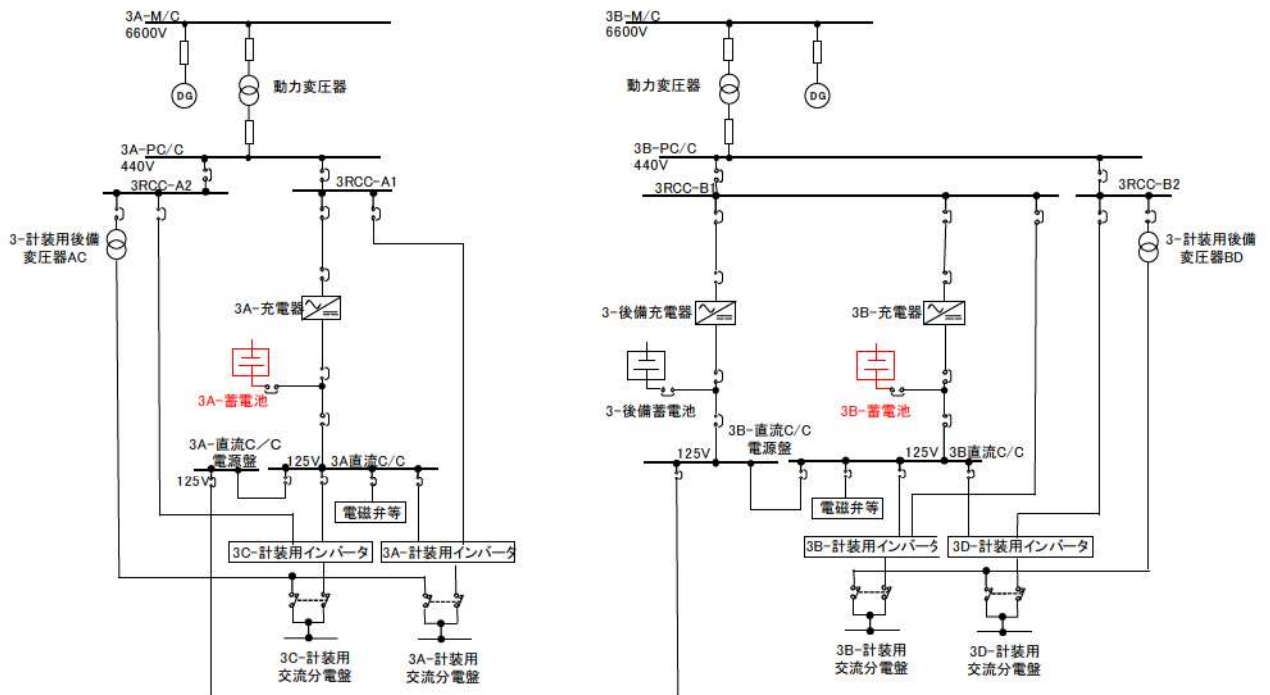 3A-M/C
6600V
DG
動力変圧器
3A-PC/C
440V
3RCC-A2
3RCC-A1
3-計装用後備
変圧器AC
3A-充電器
3A-蓄電池
3A-直流C／C
電源盤
125V
125V
3A直流C/C
電磁弁等
3C-計装用インバータ
3A-計装用インバータ
3C-計装用
交流分電盤
3A-計装用
交流分電盤
3B-M/C
6600V
動力変圧器
DG
3B-PC/C
440V
3RCC-B1
3RCC-B2
3-計装用後備
変圧器BD
3-後備充電器
3B-充電器
3-後備蓄電池
3B-蓄電池
3B-直流C/C
電源盤
125V
125V
3B直流C/C
電磁弁等
3B-計装用インバータ
3D-計装用インバータ
3B-計装用
交流分電盤
3D-計装用
交流分電盤